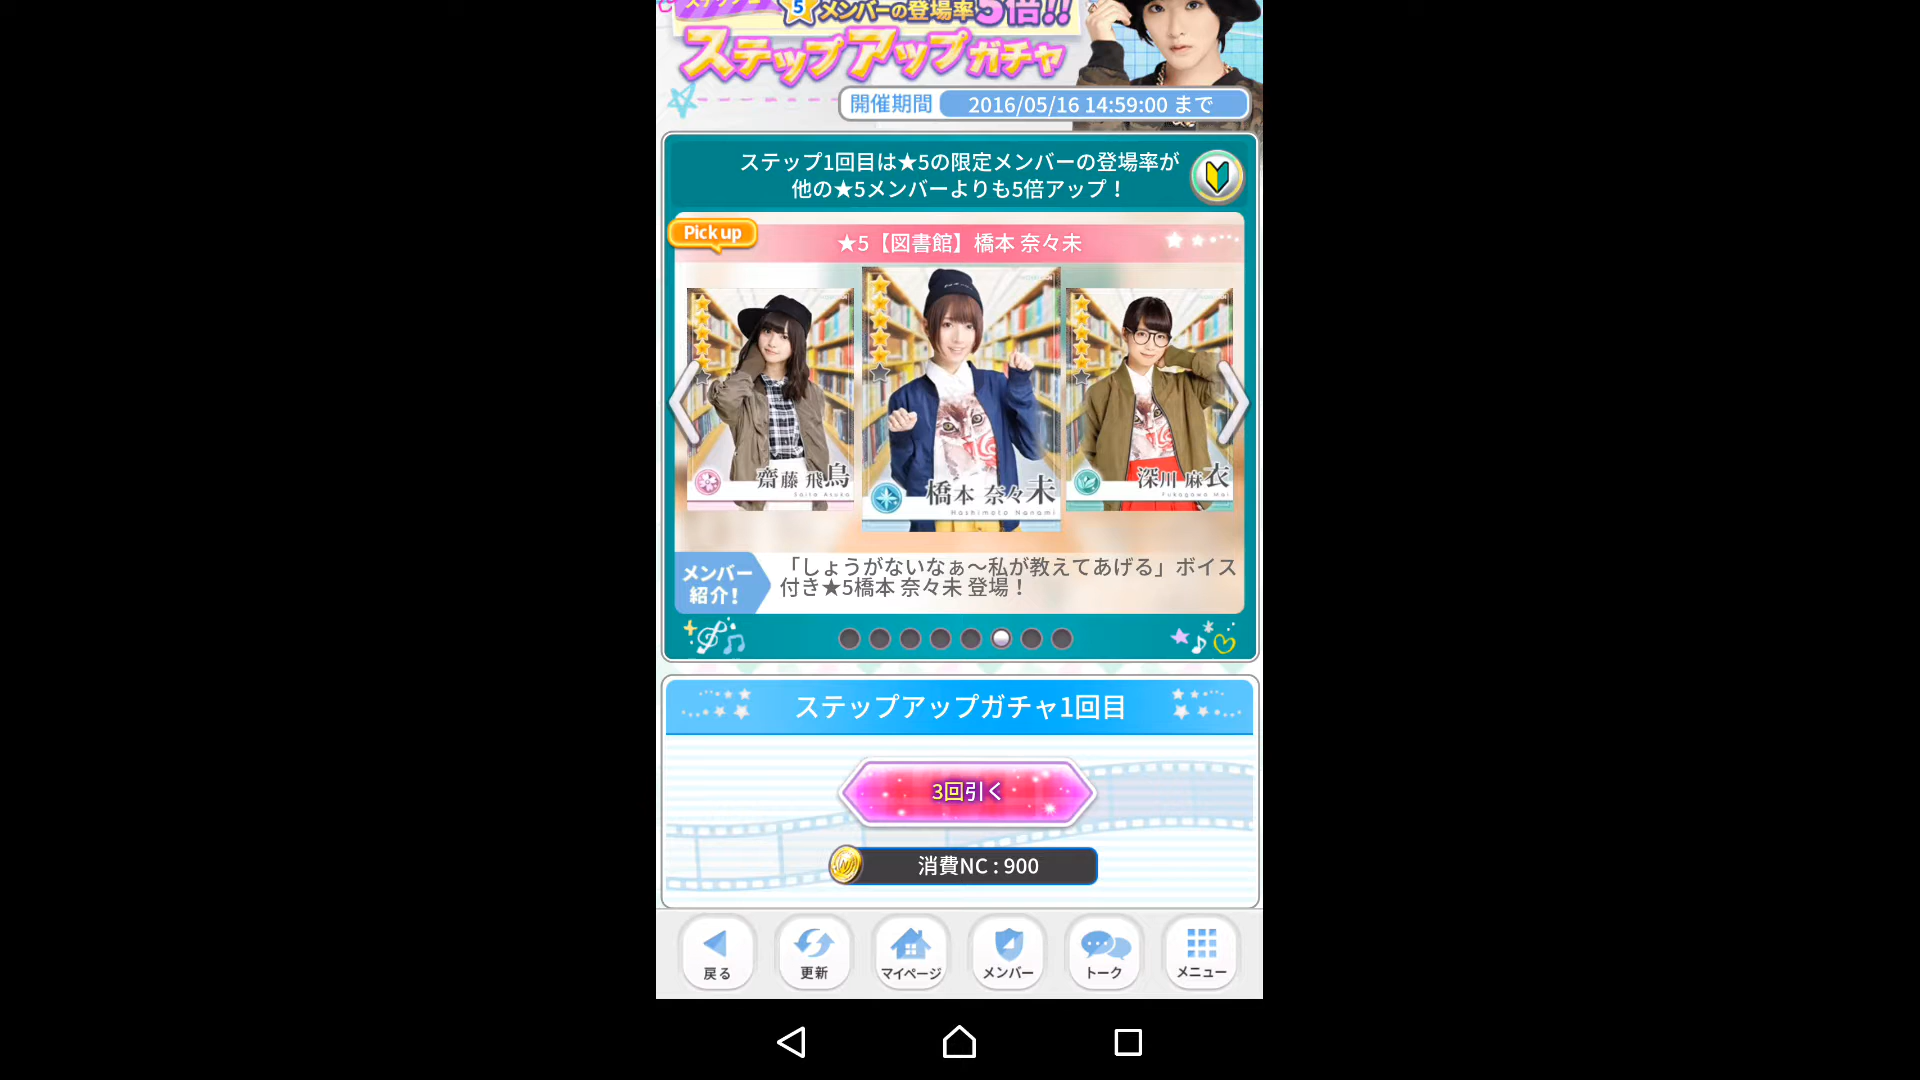 5
メンバーの登場率5倍!!
ステップアップガチャ
開催期間 2016/05/16 14:59:00 まで
ステップ1回目は★5の限定メンバーの登場率が
他の★5メンバーよりも5倍アップ！
Pick up
★5【図書館】橋本 奈々未
齋藤 飛鳥
Saito Asuka
橋本 奈々未
Hashimoto Nanami
深川 麻衣
Fukagawa Mai
メンバー
紹介！
「しょうがないなぁ～私が教えてあげる」ボイス
付き★5橋本 奈々未 登場！
ステップアップガチャ1回目
3回引く
消費NC : 900
戻る
更新
マイページ
メンバー
トーク
メニュー